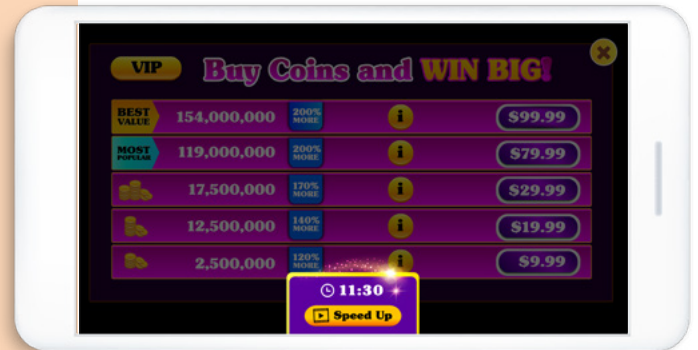 VIP Buy Coins and WIN BIG!
BEST VALUE 154,000,000 200% MORE i $99.99
MOST POPULAR 119,000,000 200% MORE i $79.99
17,500,000 170% MORE i $29.99
12,500,000 140% MORE i $19.99
2,500,000 120% MORE i $9.99
11:30
Speed Up